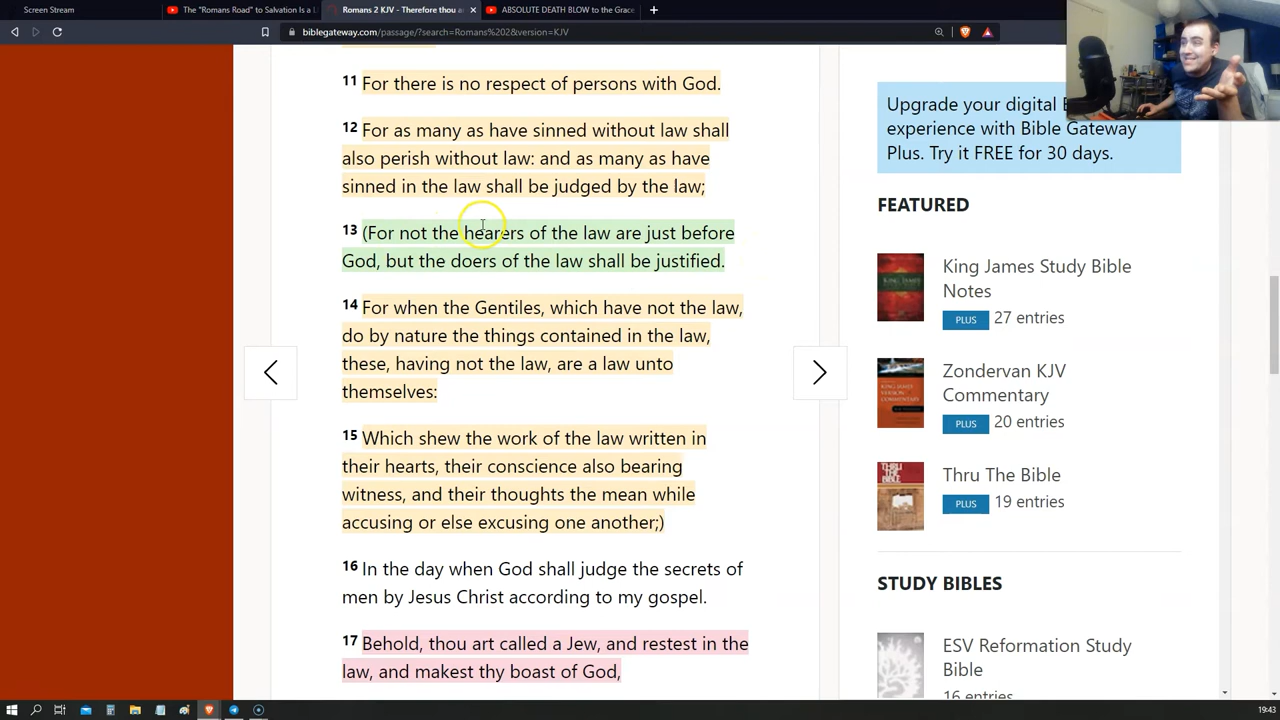 Screen Stream
The "Romans Road" to Salvation Is a L
Romans 2 KJV - Therefore thou a
ABSOLUTE DEATH BLOW to the Grace
biblegateway.com/passage/?search=Romans%202&version=KJV
11 For there is no respect of persons with God.
12 For as many as have sinned without law shall
also perish without law: and as many as have
sinned in the law shall be judged by the law;
13 (For not the hearers of the law are just before
God, but the doers of the law shall be justified.
14 For when the Gentiles, which have not the law,
do by nature the things contained in the law,
these, having not the law, are a law unto
themselves:
15 Which shew the work of the law written in
their hearts, their conscience also bearing
witness, and their thoughts the mean while
accusing or else excusing one another;)
16 In the day when God shall judge the secrets of
men by Jesus Christ according to my gospel.
17 Behold, thou art called a Jew, and restest in the
law, and makest thy boast of God,
Upgrade your digital
experience with Bible Gateway
Plus. Try it FREE for 30 days.
FEATURED
King James Study Bible
Notes
PLUS 27 entries
Zondervan KJV
Commentary
PLUS 20 entries
Thru The Bible
PLUS 19 entries
STUDY BIBLES
ESV Reformation Study
Bible
16 entries
19:43